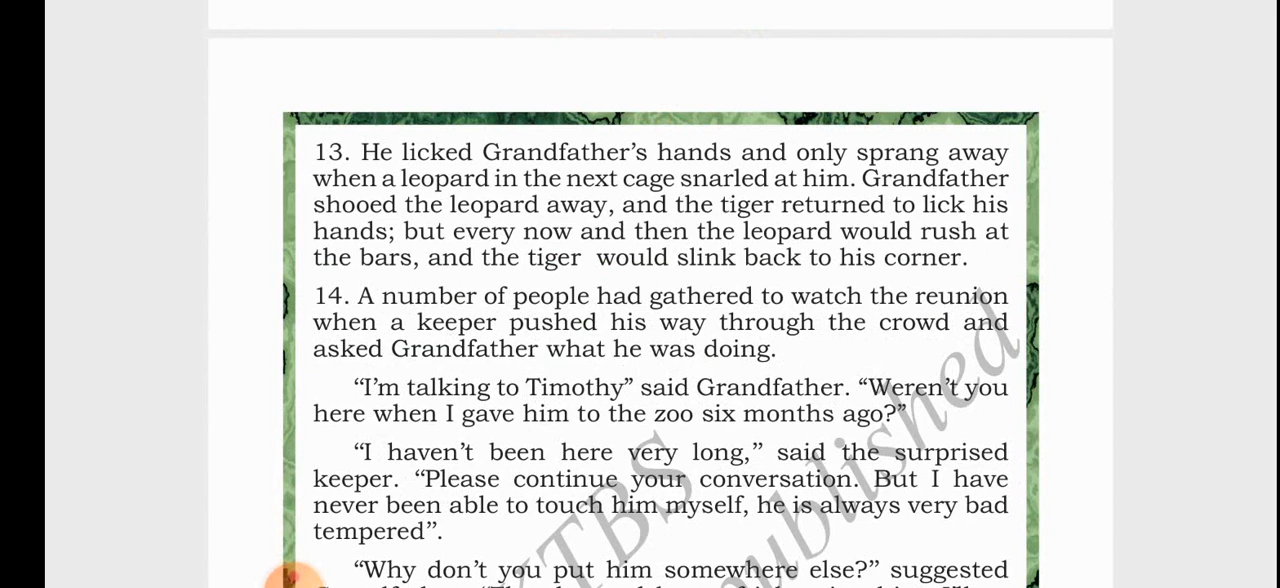 13. He licked Grandfather’s hands and only sprang away
when a leopard in the next cage snarled at him. Grandfather
shooed the leopard away, and the tiger returned to lick his
hands; but every now and then the leopard would rush at
the bars, and the tiger would slink back to his corner.
14. A number of people had gathered to watch the reunion
when a keeper pushed his way through the crowd and
asked Grandfather what he was doing.
“I’m talking to Timothy” said Grandfather. “Weren’t you
here when I gave him to the zoo six months ago?”
“I haven’t been here very long,” said the surprised
keeper. “Please continue your conversation. But I have
never been able to touch him myself, he is always very bad
tempered”.
“Why don’t you put him somewhere else?” suggested
KTBS
published